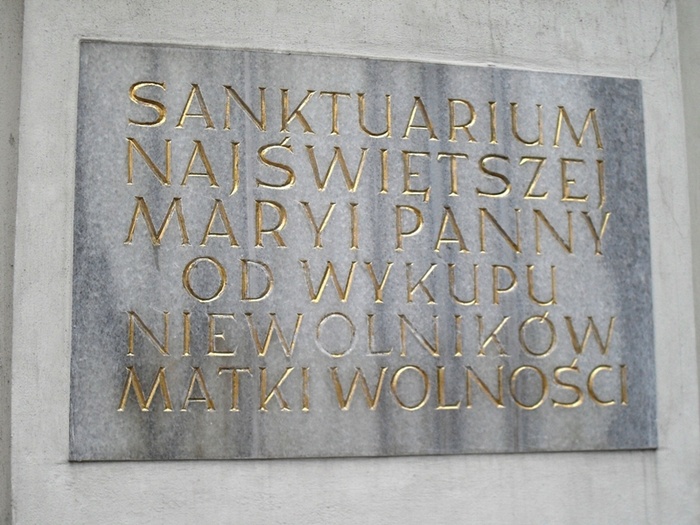 SANKTUARIUM
NAJŚWIĘTSZEJ
MARYI PANNY
OD WYKUPU
NIEWOLNIKÓW
MATKI WOLNOŚCI